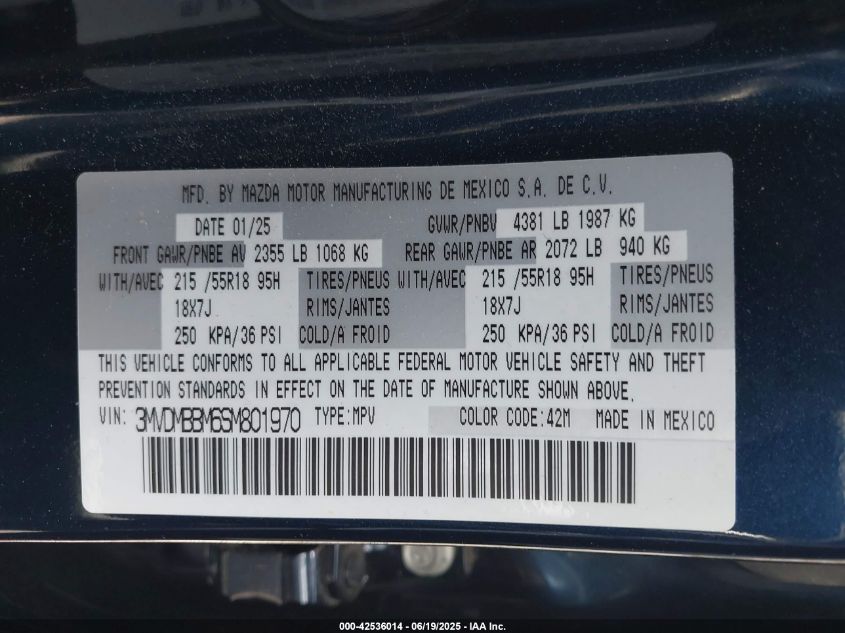 MFD. BY MAZDA MOTOR MANUFACTURING DE MEXICO S.A. DE C.V.
DATE 01/25 GVWR/PNBV 4381 LB 1987 KG
FRONT GAWR/PNBE AV 2355 LB 1068 KG REAR GAWR/PNBE AR 2072 LB 940 KG
WITH/AVEC 215 /55R18 95H TIRES/PNEUS WITH/AVEC 215 /55R18 95H TIRES/PNEUS
18X7J RIMS/JANTES 18X7J RIMS/JANTES
250 KPA/36 PSI COLD/A FROID 250 KPA/36 PSI COLD/A FROID
THIS VEHICLE CONFORMS TO ALL APPLICABLE FEDERAL MOTOR VEHICLE SAFETY AND THEFT
PREVENTION STANDARDS IN EFFECT ON THE DATE OF MANUFACTURE SHOWN ABOVE.
VIN: 3MVDMBBM6SM801970 TYPE:MPV COLOR CODE:42M MADE IN MEXICO
000-42536014 / 06/19/2025 - IAA Inc.